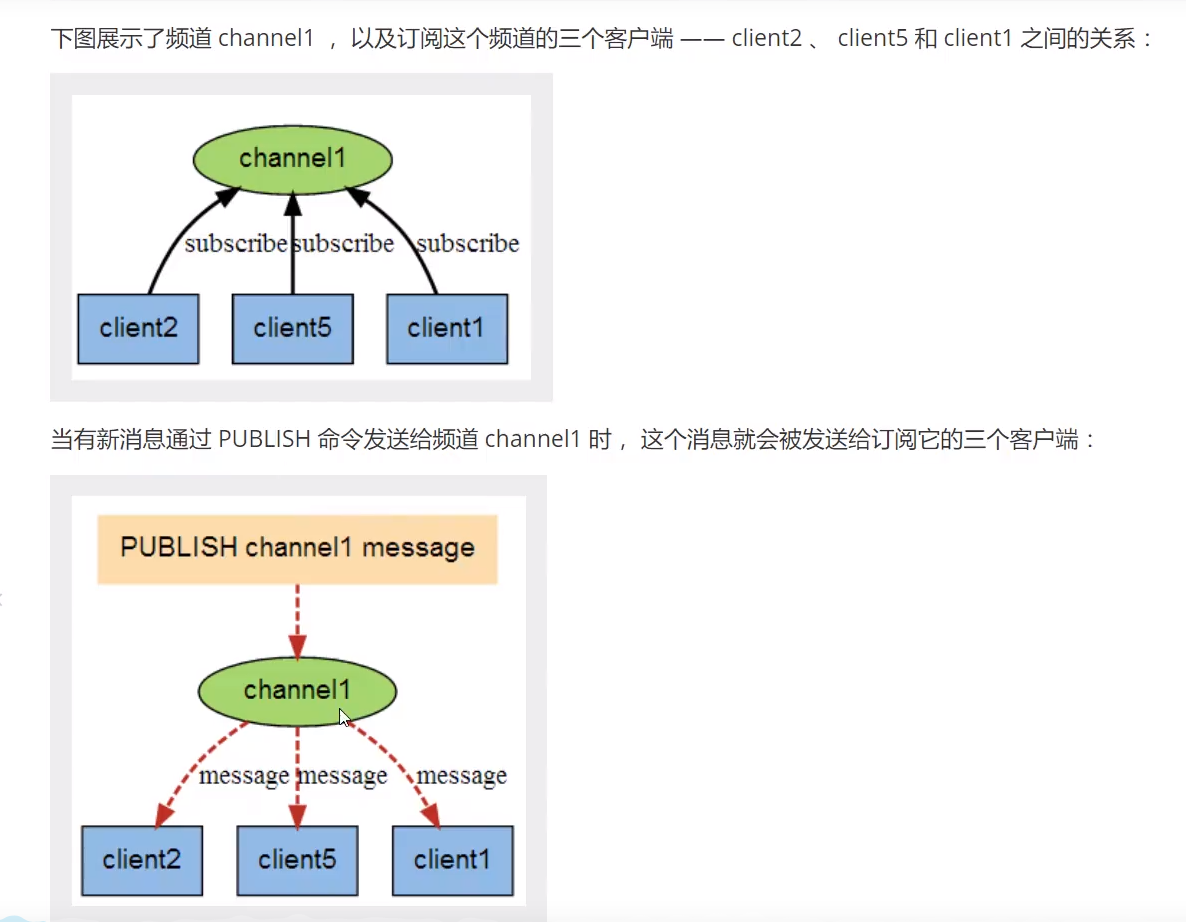 下图展示了频道 channel1 ，以及订阅这个频道的三个客户端 —— client2 、 client5 和 client1 之间的关系：
channel1
subscribe subscribe subscribe
client2 client5 client1
当有新消息通过 PUBLISH 命令发送给频道 channel1 时，这个消息就会被发送给订阅它的三个客户端：
PUBLISH channel1 message
channel1
message message message
client2 client5 client1